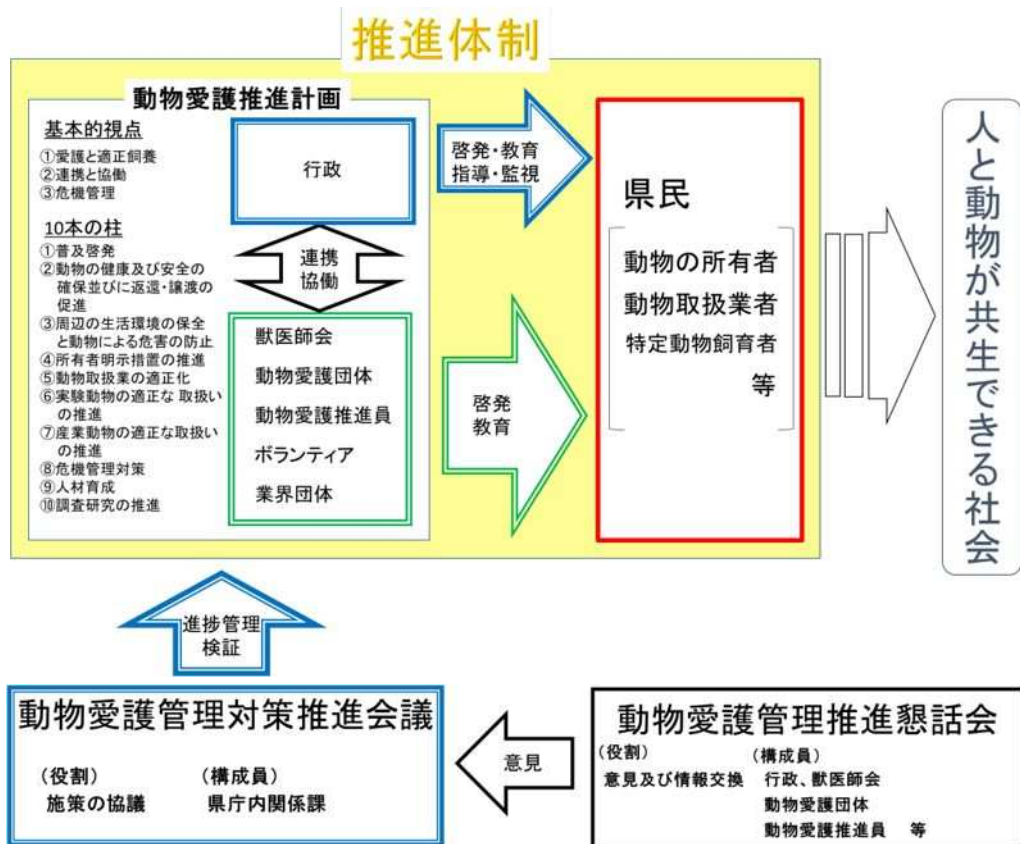 推進体制
動物愛護推進計画
基本的視点
①愛護と適正飼養
②連携と協働
③危機管理
10本の柱
①普及啓発
②動物の健康及び安全の
確保並びに返還・譲渡の
促進
③周辺の生活環境の保全
と動物による危害の防止
④所有者明示措置の推進
⑤動物取扱業の適正化
⑥実験動物の適正な 取扱い
の推進
⑦産業動物の適正な取扱い
の推進
⑧危機管理対策
⑨人材育成
⑩調査研究の推進
行政
連携
協働
獣医師会
動物愛護団体
動物愛護推進員
ボランティア
業界団体
啓発・教育
指導・監視
啓発
教育
県民
動物の所有者
動物取扱業者
特定動物飼育者
等
人と動物が共生できる社会
進捗管理
検証
動物愛護管理対策推進会議
（役割）
施策の協議
（構成員）
県庁内関係課
意見
動物愛護管理推進懇話会
（役割）
意見及び情報交換
（構成員）
行政、獣医師会
動物愛護団体
動物愛護推進員　等